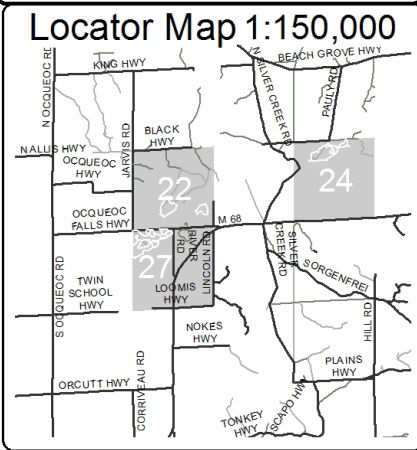 Locator Map 1:150,000
N OCQUEOC RD
KING HWY
N SILVER CREEK RD
BEACH GROVE HWY
PAULY RD
JARVIS RD
BLACK HWY
N ALLIS HWY
OCQUEOC HWY
22
24
OCQUEOC FALLS HWY
M 68
RIVER RD
LINCOLN RD
SILVER CREEK RD
SORGENFREI
27
S OCQUEOC RD
TWIN SCHOOL HWY
LOOMIS HWY
HILL RD
NOKES HWY
PLAINS HWY
ORCUTT HWY
CORRIVEAU RD
TONKEY HWY
SCAPD HWY